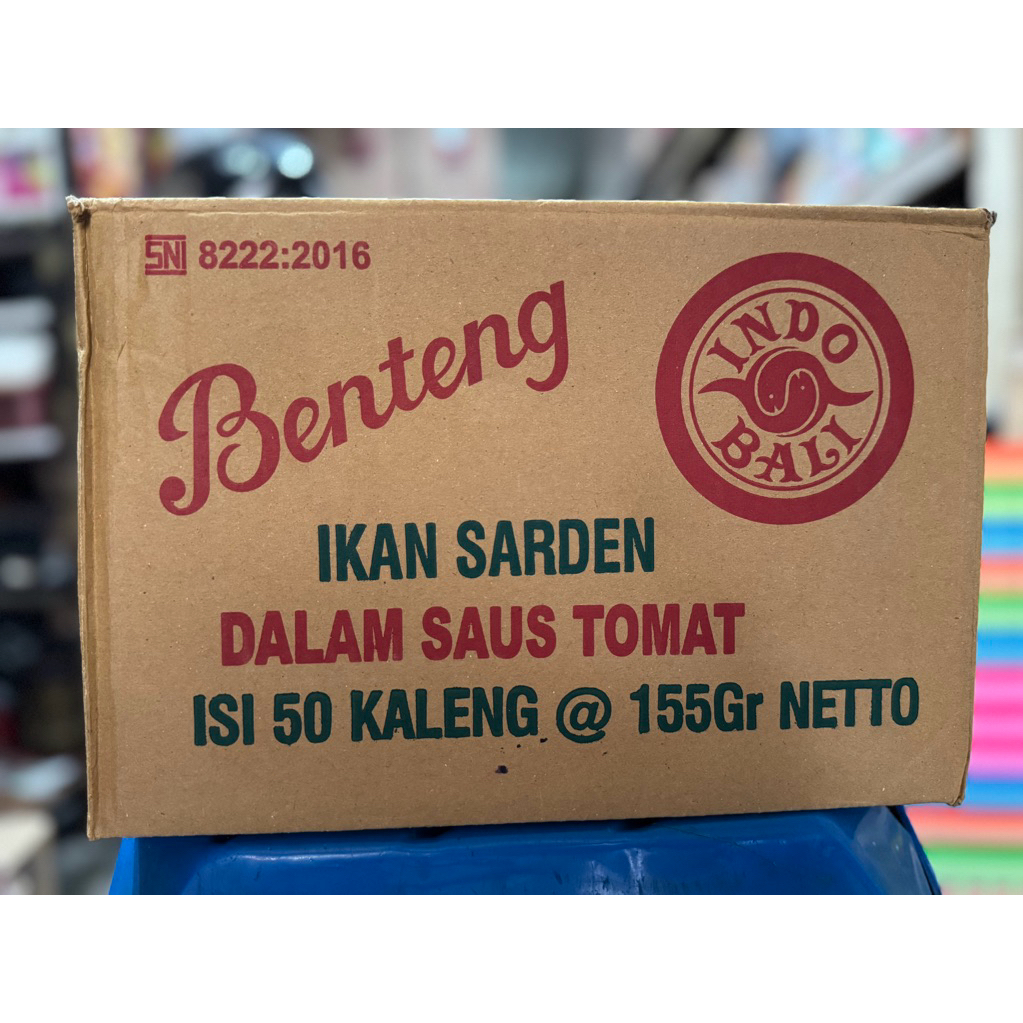 SNI 8222:2016
Benteng
INDO
BALI
IKAN SARDEN
DALAM SAUS TOMAT
ISI 50 KALENG @ 155Gr NETTO